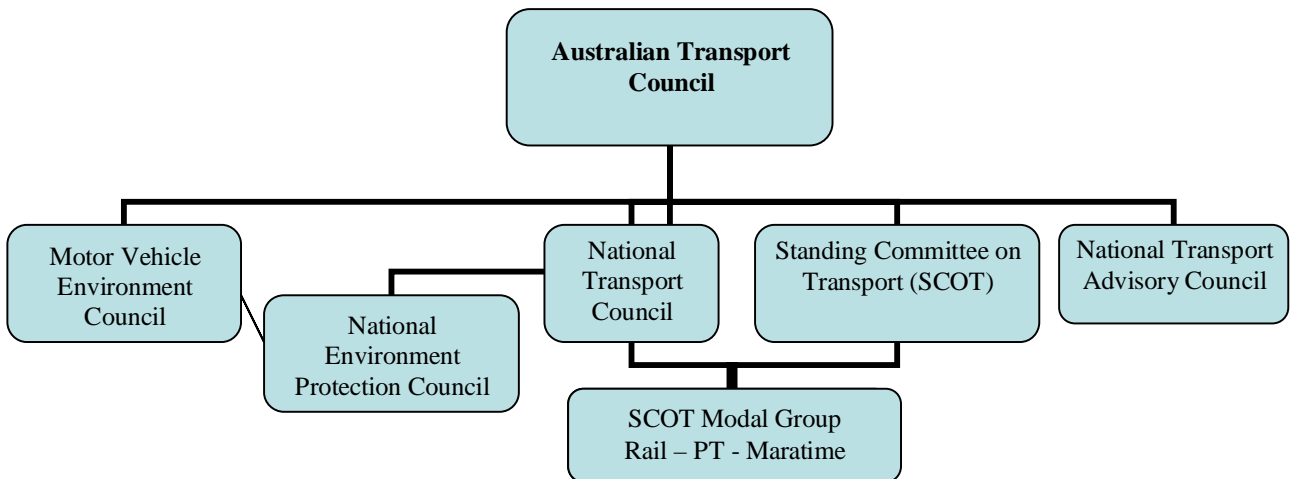 Australian Transport
Council
Motor Vehicle
Environment
Council
National
Environment
Protection Council
National
Transport
Council
Standing Committee on
Transport (SCOT)
National Transport
Advisory Council
SCOT Modal Group
Rail – PT - Maratime